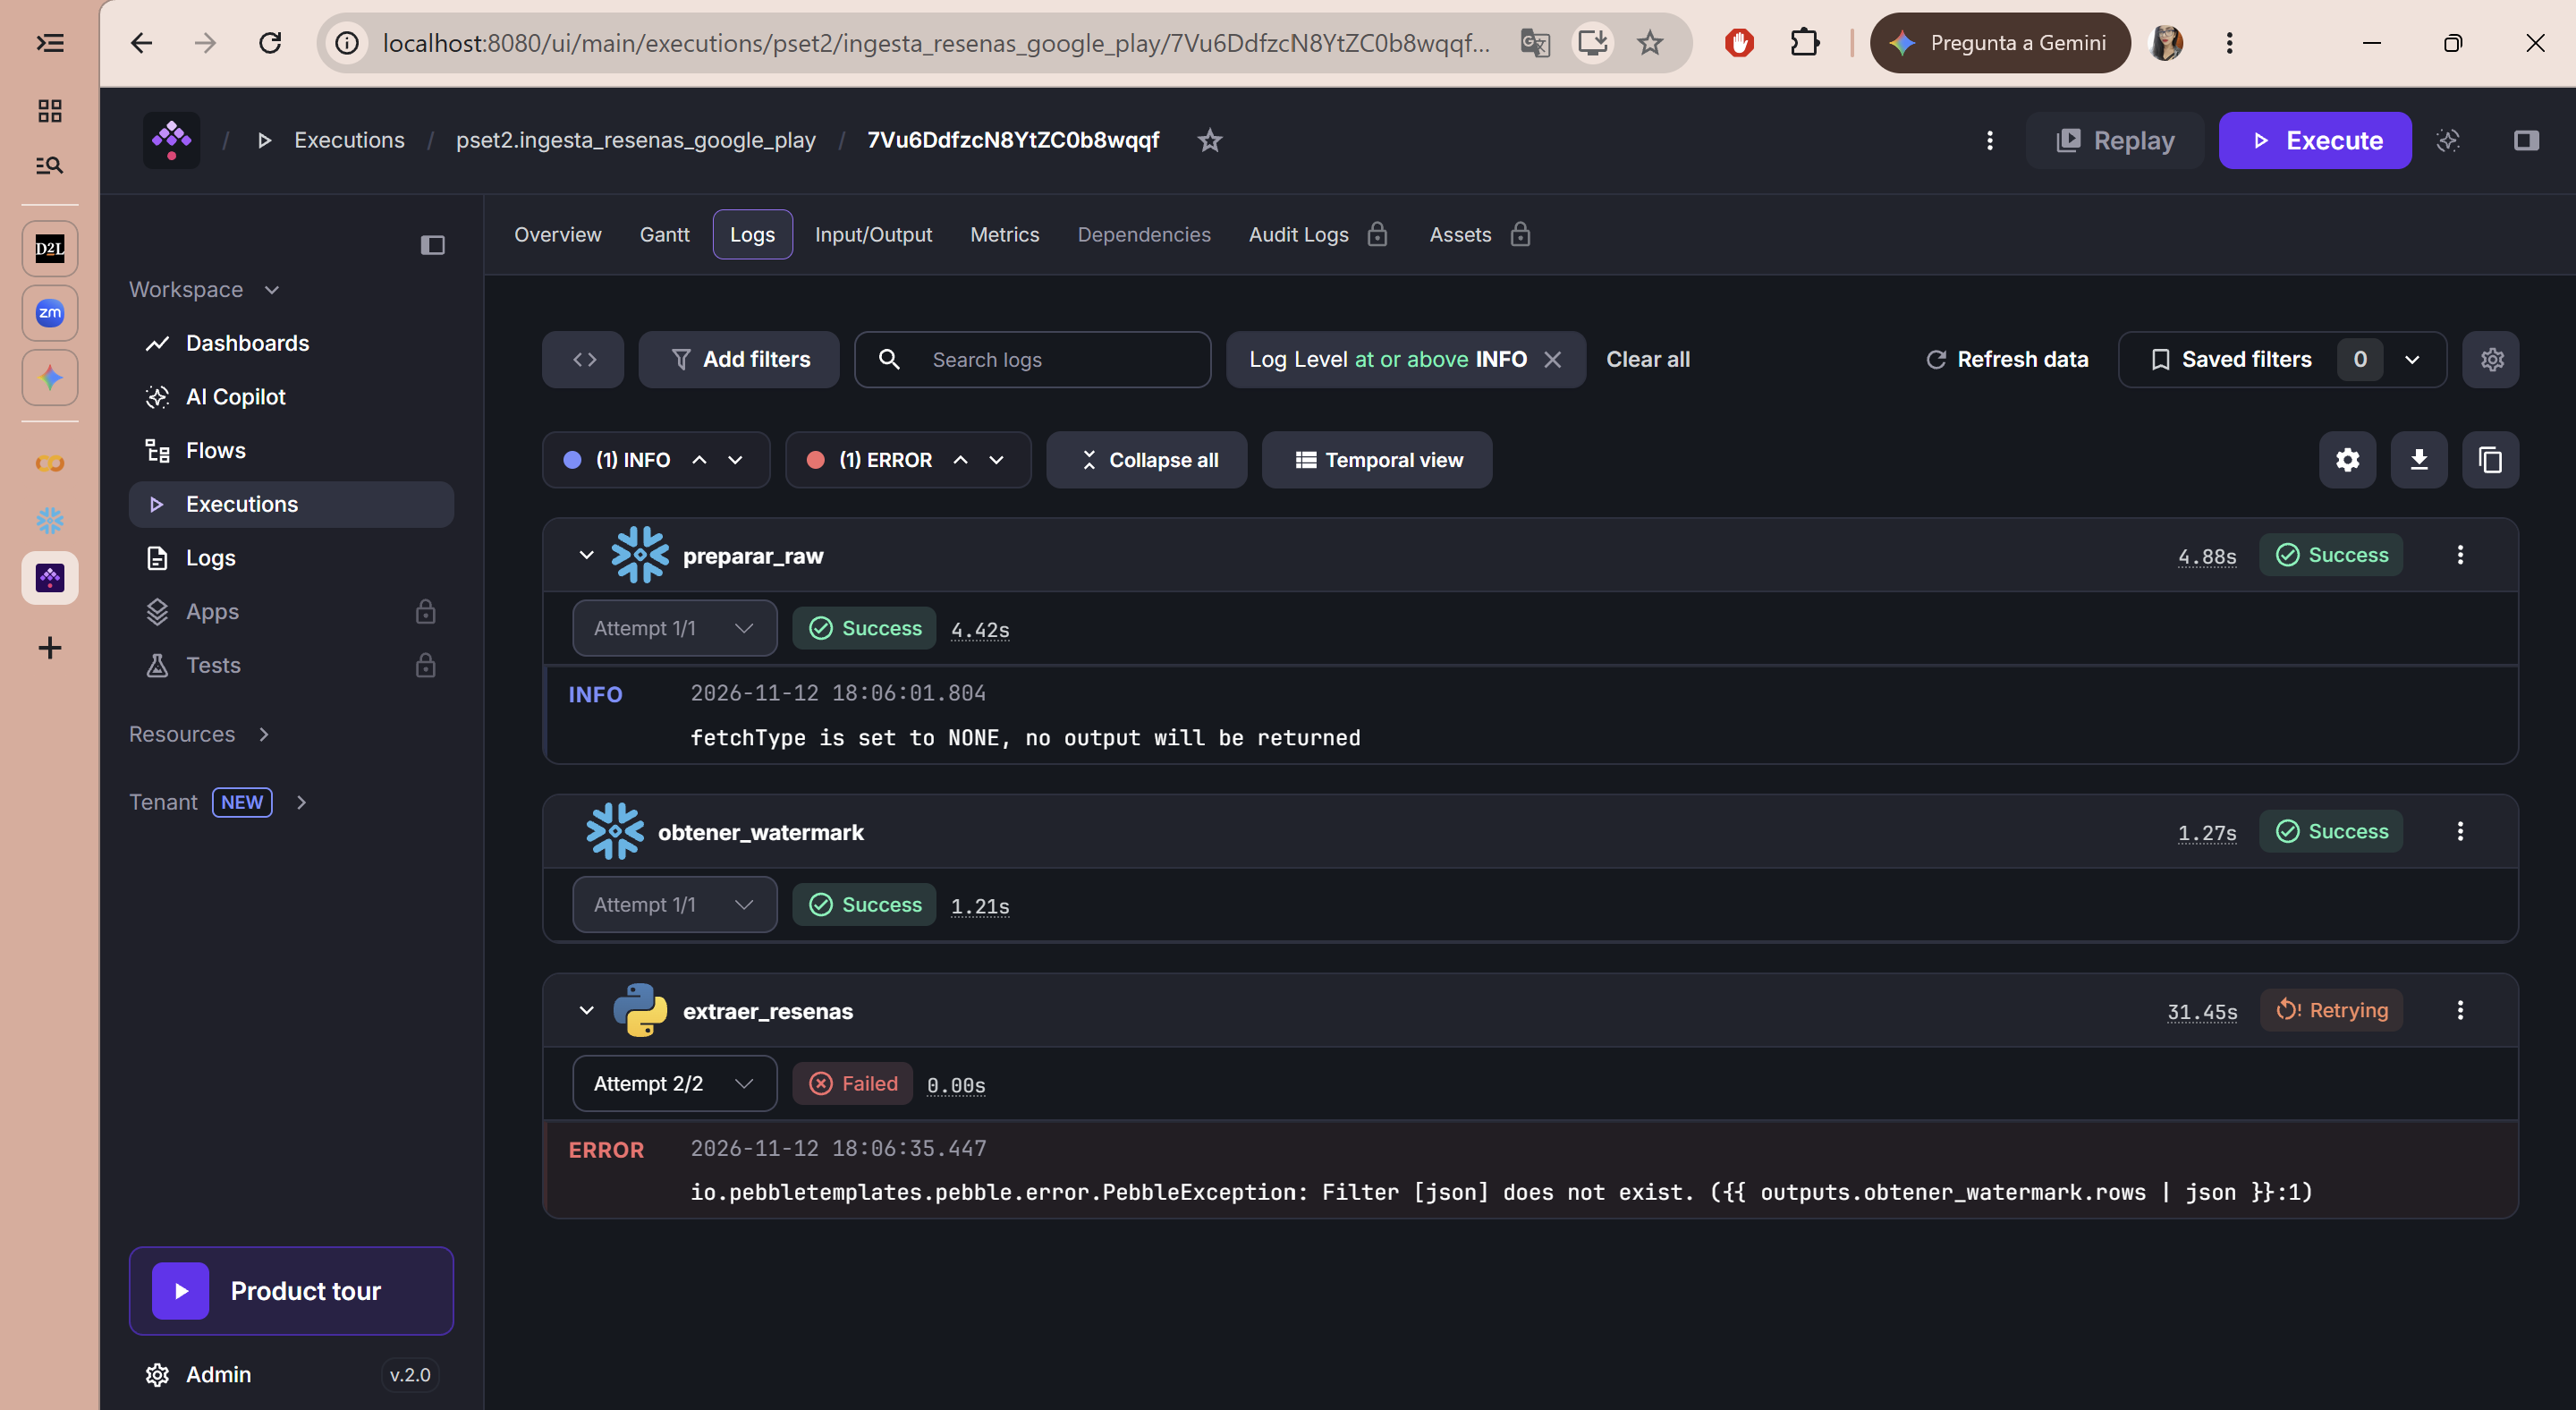 localhost:8080/ui/main/executions/pset2/ingesta_resenas_google_play/7Vu6DdfzcN8YtZC0b8wqqf...
Pregunta a Gemini
D2L
zm
/ Executions / pset2.ingesta_resenas_google_play / 7Vu6DdfzcN8YtZC0b8wqqf
Replay
Execute
Overview Gantt Logs Input/Output Metrics Dependencies Audit Logs Assets
Workspace
Dashboards
AI Copilot
Flows
Executions
Logs
Apps
Tests
Resources
Tenant NEW
Product tour
Admin v.2.0
Add filters Search logs Log Level at or above INFO Clear all Refresh data Saved filters 0
(1) INFO (1) ERROR Collapse all Temporal view
preparar_raw 4.88s Success
Attempt 1/1 Success 4.42s
INFO 2026-11-12 18:06:01.804
fetchType is set to NONE, no output will be returned
obtener_watermark 1.27s Success
Attempt 1/1 Success 1.21s
extraer_resenas 31.45s Retrying
Attempt 2/2 Failed 0.00s
ERROR 2026-11-12 18:06:35.447
io.pebbletemplates.pebble.error.PebbleException: Filter [json] does not exist. ({{ outputs.obtener_watermark.rows | json }}:1)